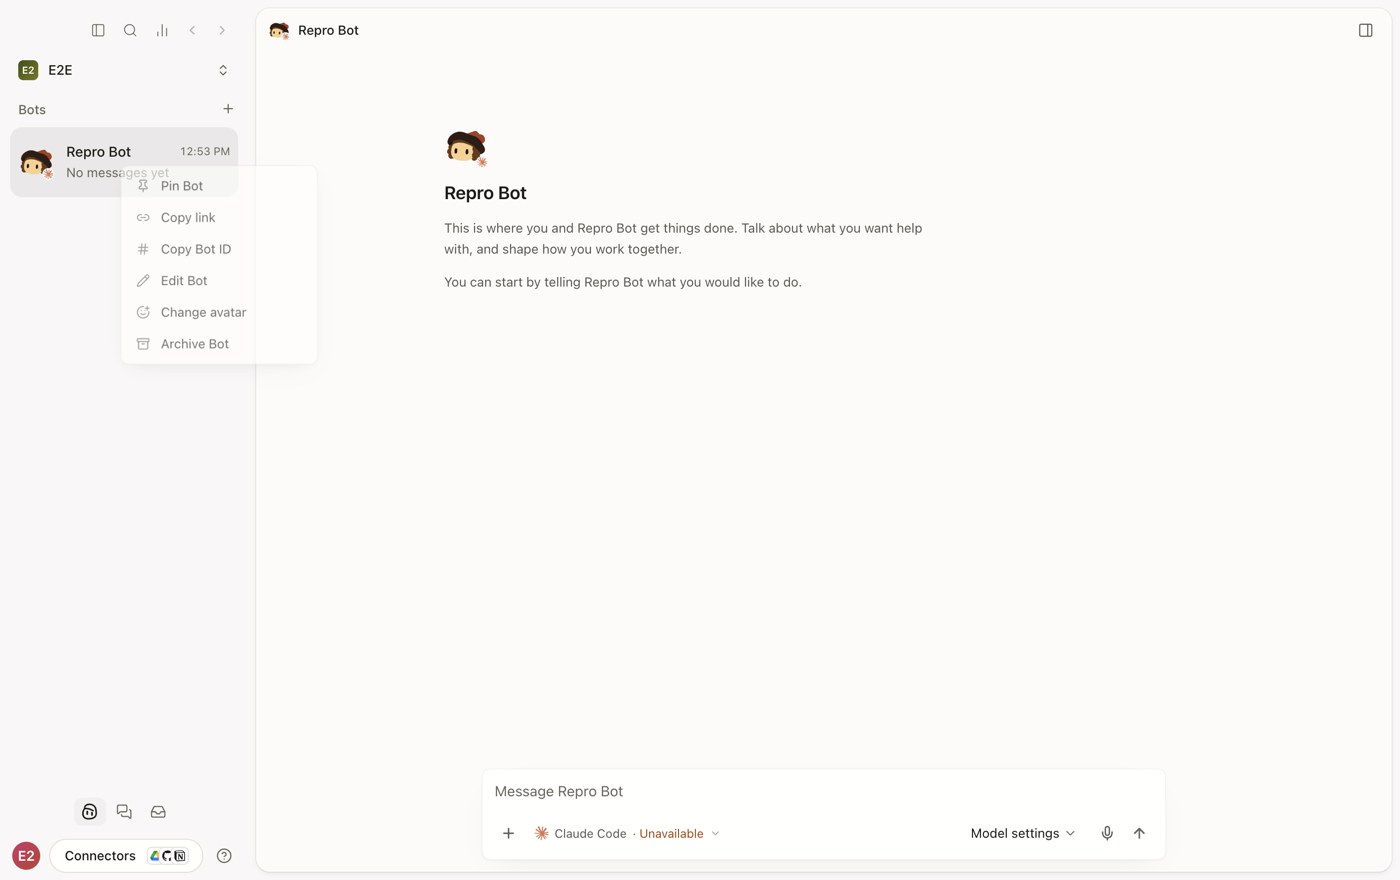 Repro Bot
E2 E2E
Bots
Repro Bot 12:53 PM
No messages yet
Pin Bot
Copy link
Copy Bot ID
Edit Bot
Change avatar
Archive Bot
Repro Bot
This is where you and Repro Bot get things done. Talk about what you want help
with, and shape how you work together.
You can start by telling Repro Bot what you would like to do.
Message Repro Bot
Claude Code · Unavailable
Model settings
E2 Connectors